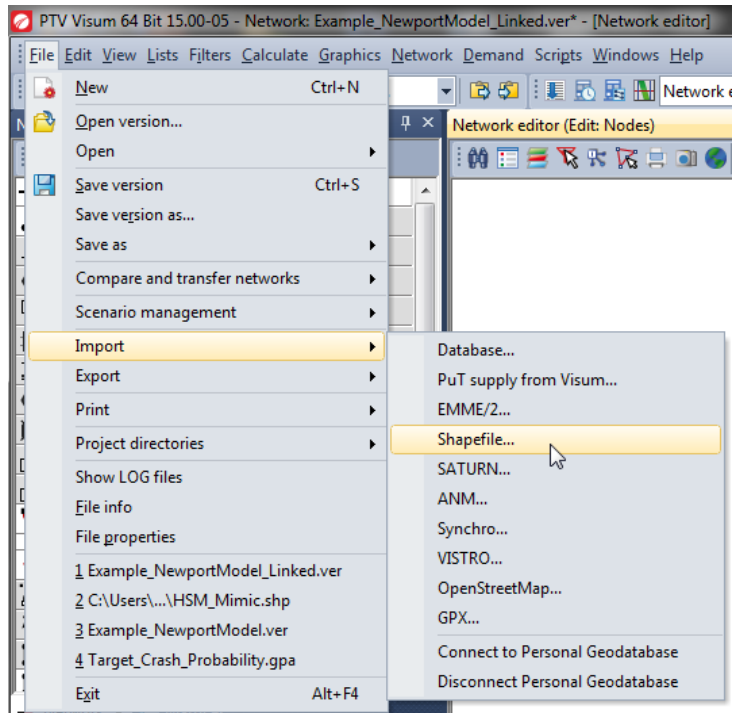 PTV Visum 64 Bit 15.00-05 - Network: Example_NewportModel_Linked.ver* - [Network editor]
File Edit View Lists Filters Calculate Graphics Network Demand Scripts Windows Help
New Ctrl+N
Network e
Open version...
Network editor (Edit: Nodes)
Open
Save version Ctrl+S
Save version as...
Save as
Compare and transfer networks
Scenario management
Import
Export
Print
Project directories
Show LOG files
File info
File properties
1 Example_NewportModel_Linked.ver
2 C:\Users\...\HSM_Mimic.shp
3 Example_NewportModel.ver
4 Target_Crash_Probability.gpa
Exit Alt+F4
Database...
PuT supply from Visum...
EMME/2...
Shapefile...
SATURN...
ANM...
Synchro...
VISTRO...
OpenStreetMap...
GPX...
Connect to Personal Geodatabase
Disconnect Personal Geodatabase